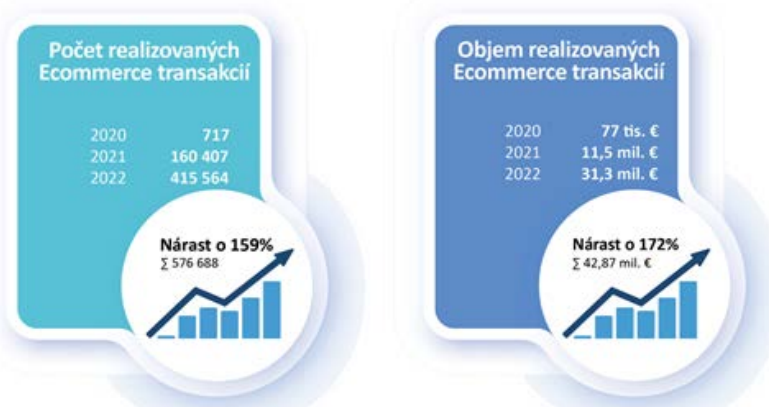 Počet realizovaných
Ecommerce transakcií
2020 717
2021 160 407
2022 415 564
Nárast o 159%
∑ 576 688
Objem realizovaných
Ecommerce transakcií
2020 77 tis. €
2021 11,5 mil. €
2022 31,3 mil. €
Nárast o 172%
∑ 42,87 mil. €